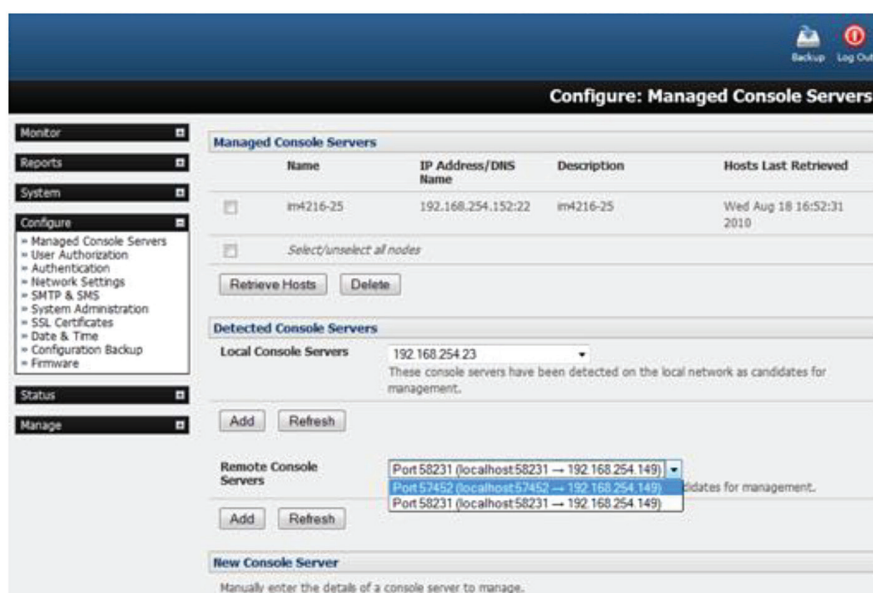 Backup Log Out
Configure: Managed Console Servers
Monitor
Reports
System
Configure
» Managed Console Servers
» User Authorization
» Authentication
» Network Settings
» SMTP & SMS
» System Administration
» SSL Certificates
» Date & Time
» Configuration Backup
» Firmware
Status
Manage
Managed Console Servers
Name IP Address/DNS Name Description Hosts Last Retrieved
im4216-25 192.168.254.152:22 im4216-25 Wed Aug 18 16:52:31 2010
Select/unselect all nodes
Retrieve Hosts Delete
Detected Console Servers
Local Console Servers 192.168.254.23
These console servers have been detected on the local network as candidates for
management.
Add Refresh
Remote Console Servers Port 58231 (localhost:58231 → 192.168.254.149)
Port 57452 (localhost:57452 → 192.168.254.149)
didates for management.
Port 58231 (localhost:58231 → 192.168.254.149)
Add Refresh
New Console Server
Manually enter the details of a console server to manage.